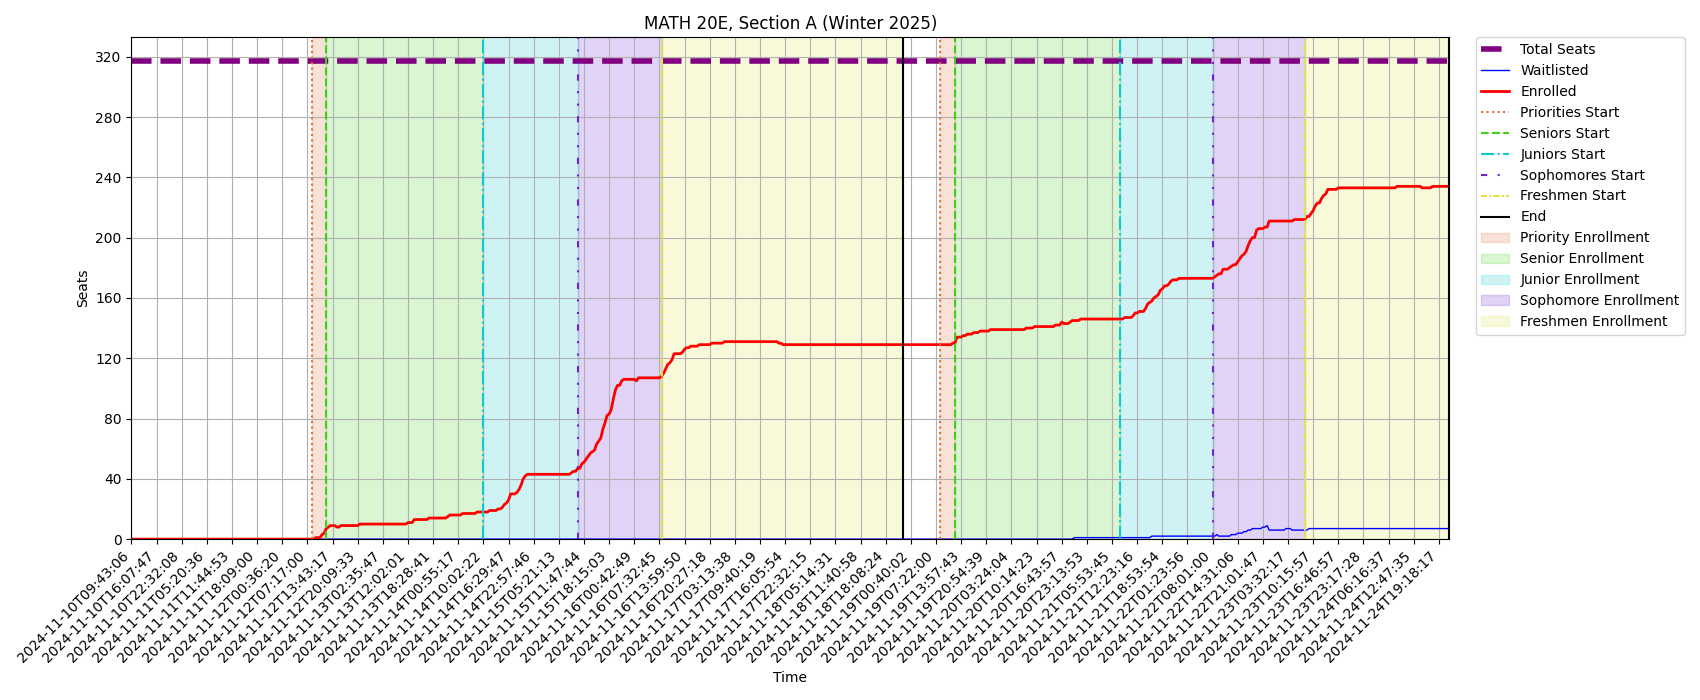 MATH 20E, Section A (Winter 2025)
320
280
240
200
160
120
80
40
0
Seats
2024-11-10T09:43:06
2024-11-10T16:07:47
2024-11-10T22:32:08
2024-11-11T05:20:36
2024-11-11T11:44:53
2024-11-11T18:09:00
2024-11-12T00:36:20
2024-11-12T07:17:00
2024-11-12T13:43:17
2024-11-12T20:09:33
2024-11-13T02:35:47
2024-11-13T12:02:01
2024-11-13T18:28:41
2024-11-14T00:55:17
2024-11-14T10:02:22
2024-11-14T16:29:47
2024-11-14T22:57:46
2024-11-15T05:21:13
2024-11-15T11:47:44
2024-11-15T18:15:03
2024-11-16T00:42:49
2024-11-16T07:32:45
2024-11-16T13:59:50
2024-11-16T20:27:18
2024-11-17T03:13:38
2024-11-17T09:40:19
2024-11-17T16:05:54
2024-11-17T22:32:15
2024-11-18T05:14:31
2024-11-18T11:40:58
2024-11-18T18:08:24
2024-11-19T00:40:02
2024-11-19T07:22:00
2024-11-19T13:57:43
2024-11-19T20:54:39
2024-11-20T03:24:04
2024-11-20T10:14:23
2024-11-20T16:43:57
2024-11-20T23:13:53
2024-11-21T05:53:45
2024-11-21T12:23:16
2024-11-21T18:53:54
2024-11-22T01:23:56
2024-11-22T08:01:00
2024-11-22T14:31:06
2024-11-22T21:01:47
2024-11-23T03:32:17
2024-11-23T10:15:57
2024-11-23T16:46:57
2024-11-23T23:17:28
2024-11-24T06:16:37
2024-11-24T12:47:35
2024-11-24T19:18:17
Time
Total Seats
Waitlisted
Enrolled
Priorities Start
Seniors Start
Juniors Start
Sophomores Start
Freshmen Start
End
Priority Enrollment
Senior Enrollment
Junior Enrollment
Sophomore Enrollment
Freshmen Enrollment